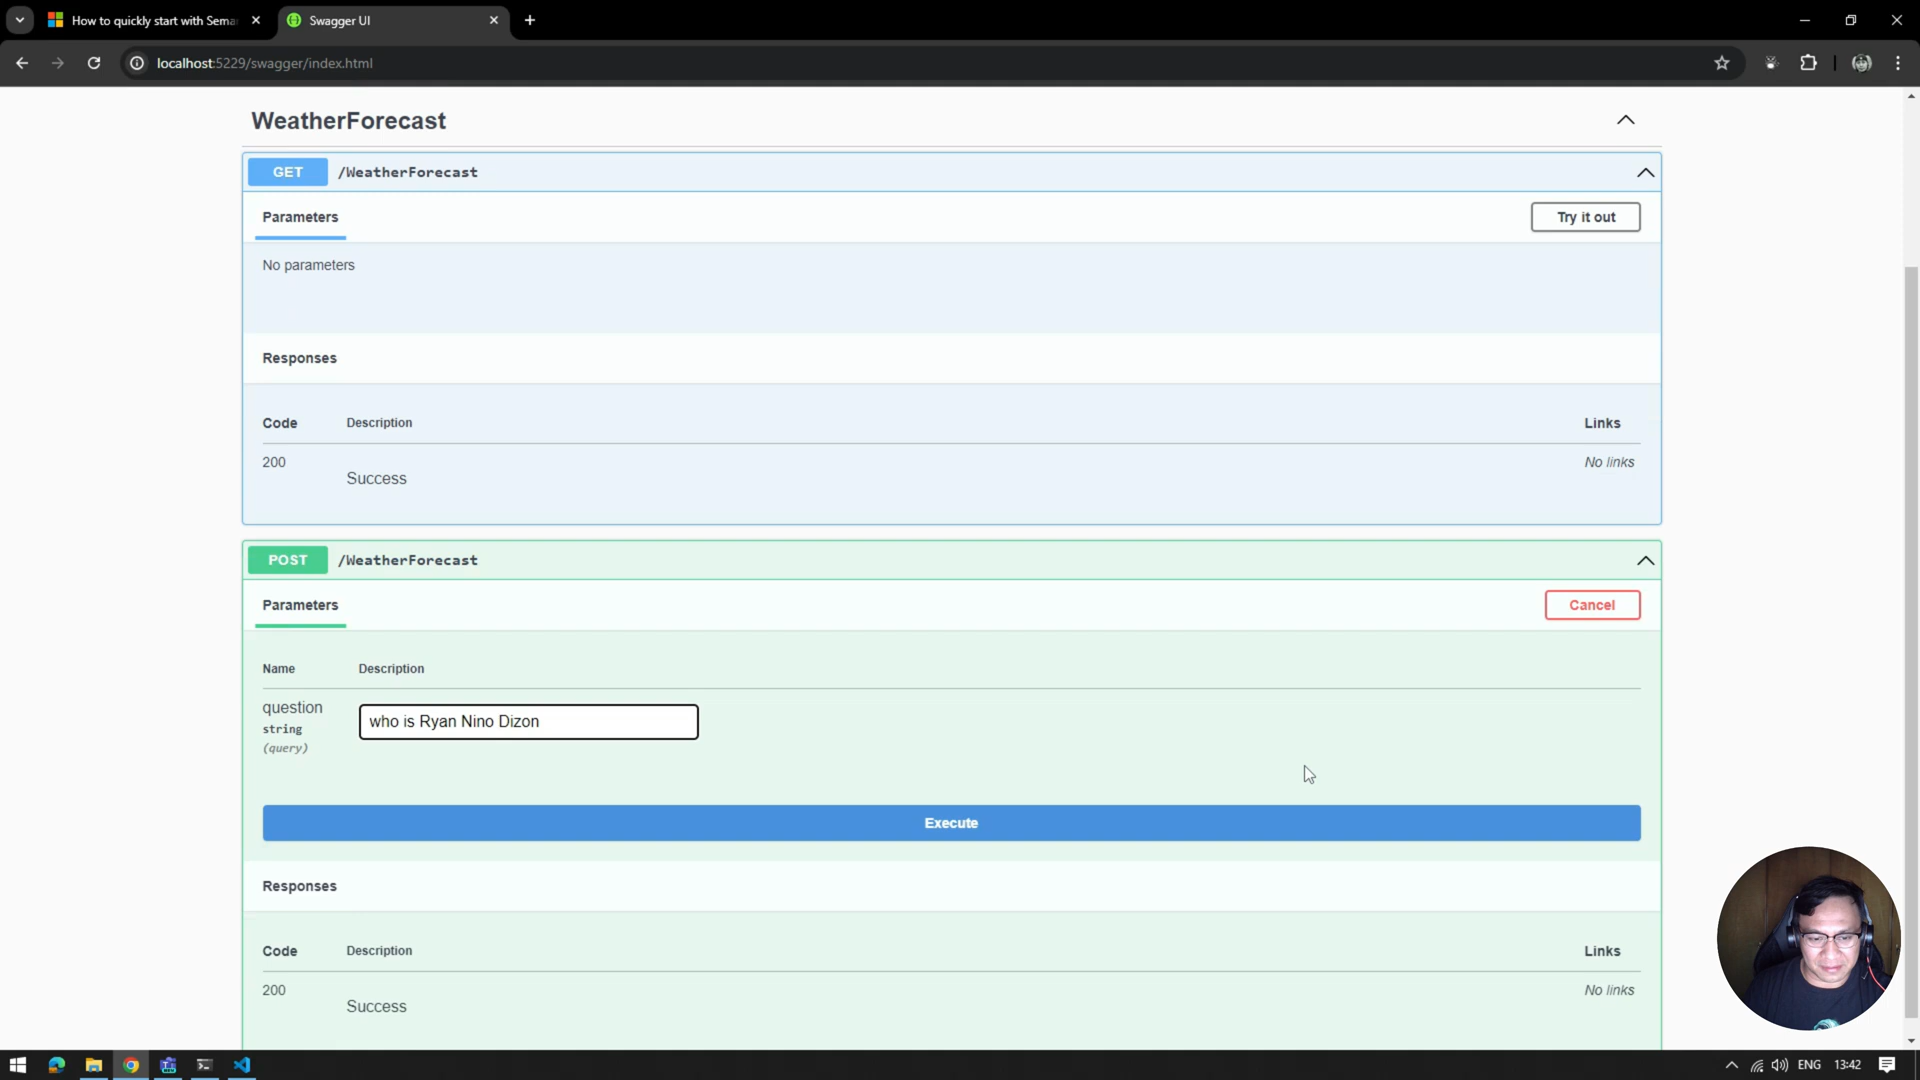 How to quickly start with Sema
Swagger UI
localhost:5229/swagger/index.html
WeatherForecast
GET /WeatherForecast
Parameters
Try it out
No parameters
Responses
Code Description Links
200 No links
Success
POST /WeatherForecast
Parameters
Cancel
Name Description
question who is Ryan Nino Dizon
string
(query)
Execute
Responses
Code Description Links
200 No links
Success
ENG 13:42